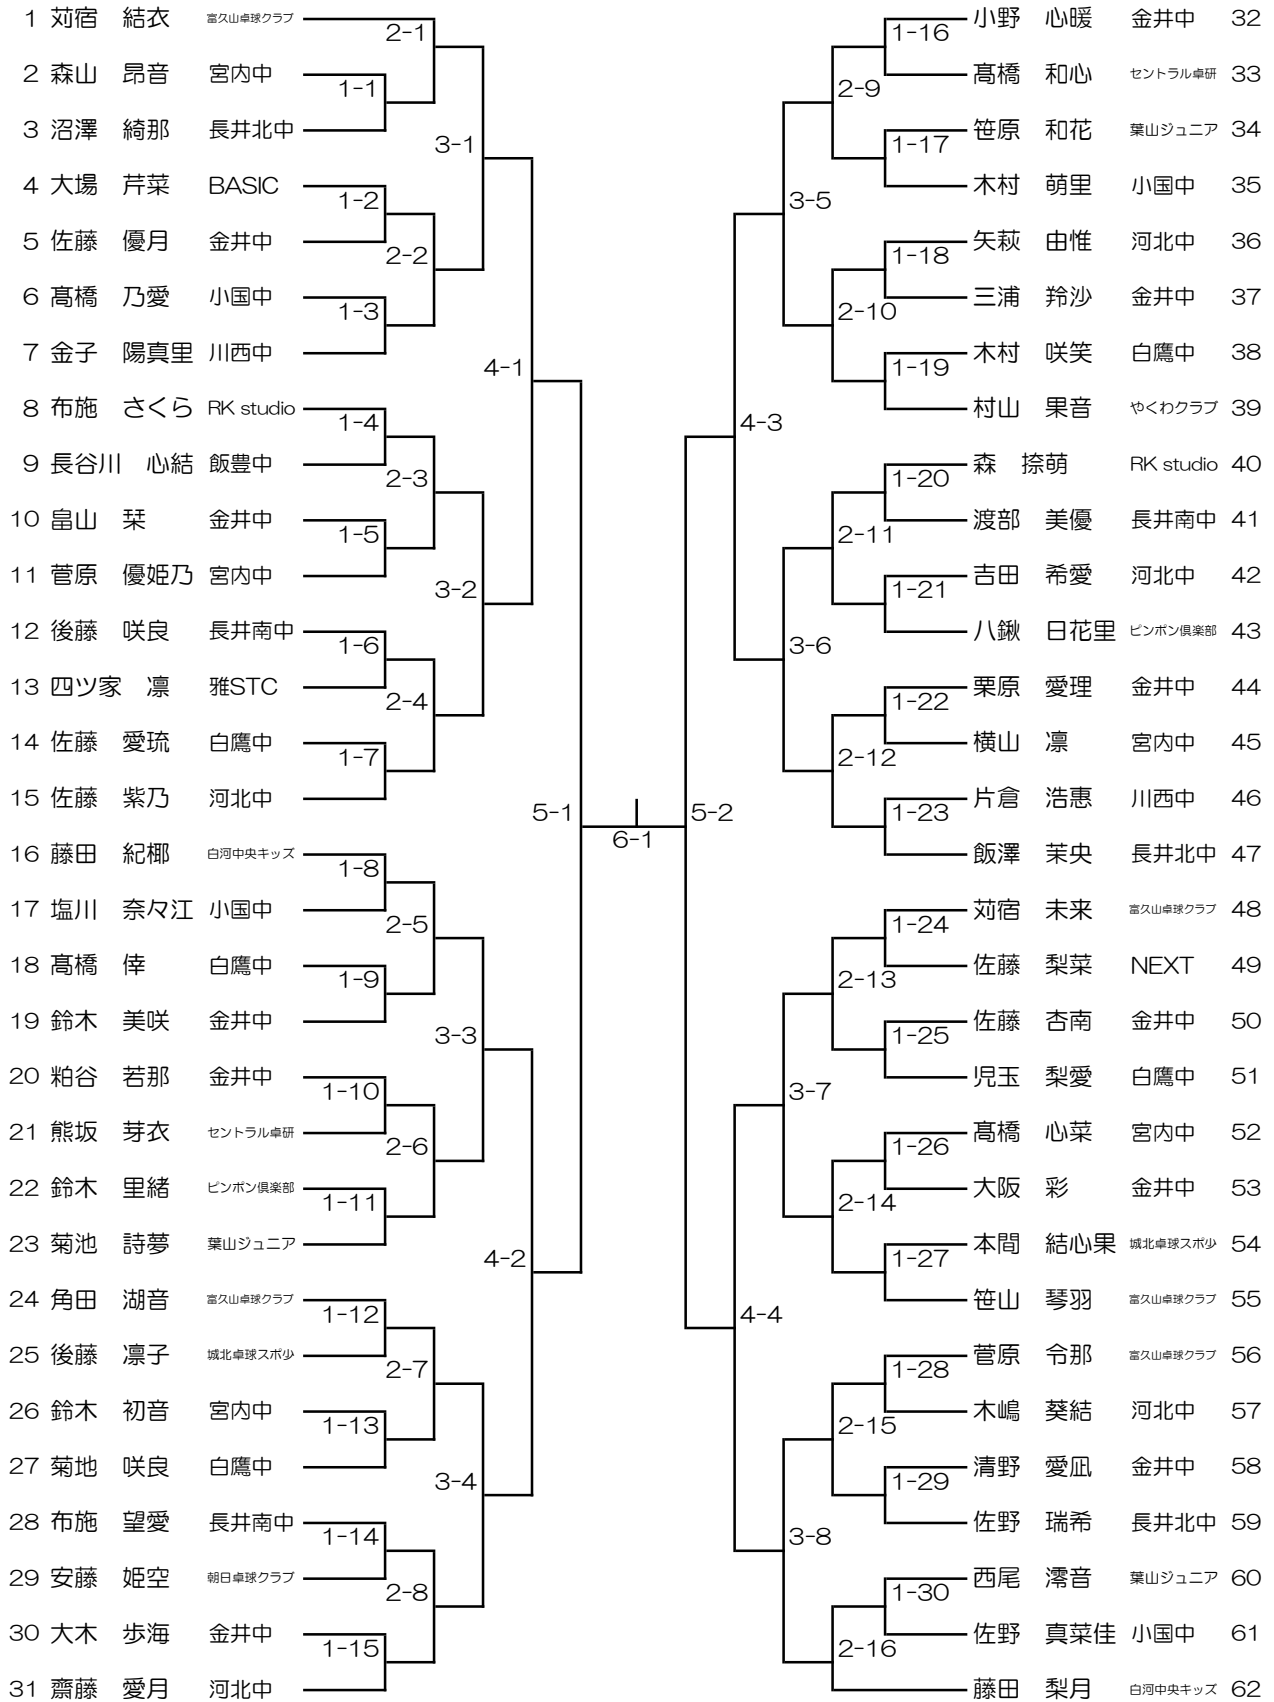 1 苅宿　結衣　富久山卓球クラブ
2 森山　昂音　宮内中
3 沼澤　綺那　長井北中
4 大場　芹菜　BASIC
5 佐藤　優月　金井中
6 髙橋　乃愛　小国中
7 金子　陽真里　川西中
8 布施　さくら　RK studio
9 長谷川　心結　飯豊中
10 畠山　栞　金井中
11 菅原　優姫乃　宮内中
12 後藤　咲良　長井南中
13 四ツ家　凛　雅STC
14 佐藤　愛琉　白鷹中
15 佐藤　紫乃　河北中
16 藤田　紀椰　白河中央キッズ
17 塩川　奈々江　小国中
18 髙橋　倖　白鷹中
19 鈴木　美咲　金井中
20 粕谷　若那　金井中
21 熊坂　芽衣　セントラル卓研
22 鈴木　里緒　ピンポン倶楽部
23 菊池　詩夢　葉山ジュニア
24 角田　湖音　富久山卓球クラブ
25 後藤　凛子　城北卓球スポ少
26 鈴木　初音　宮内中
27 菊地　咲良　白鷹中
28 布施　望愛　長井南中
29 安藤　姫空　朝日卓球クラブ
30 大木　歩海　金井中
31 齋藤　愛月　河北中
1-1
1-2
1-3
1-4
1-5
1-6
1-7
1-8
1-9
1-10
1-11
1-12
1-13
1-14
1-15
2-1
2-2
2-3
2-4
2-5
2-6
2-7
2-8
3-1
3-2
3-3
3-4
4-1
4-2
5-1
6-1
5-2
4-3
4-4
3-5
3-6
3-7
3-8
2-9
2-10
2-11
2-12
2-13
2-14
2-15
2-16
1-16
1-17
1-18
1-19
1-20
1-21
1-22
1-23
1-24
1-25
1-26
1-27
1-28
1-29
1-30
小野　心暖　金井中　32
髙橋　和心　セントラル卓研　33
笹原　和花　葉山ジュニア　34
木村　萌里　小国中　35
矢萩　由惟　河北中　36
三浦　羚沙　金井中　37
木村　咲笑　白鷹中　38
村山　果音　やくわクラブ　39
森　捺萌　RK studio　40
渡部　美優　長井南中　41
吉田　希愛　河北中　42
八鍬　日花里　ピンポン倶楽部　43
栗原　愛理　金井中　44
横山　凛　宮内中　45
片倉　浩惠　川西中　46
飯澤　茉央　長井北中　47
苅宿　未来　富久山卓球クラブ　48
佐藤　梨菜　NEXT　49
佐藤　杏南　金井中　50
児玉　梨愛　白鷹中　51
髙橋　心菜　宮内中　52
大阪　彩　金井中　53
本間　結心果　城北卓球スポ少　54
笹山　琴羽　富久山卓球クラブ　55
菅原　令那　富久山卓球クラブ　56
木嶋　葵結　河北中　57
清野　愛凪　金井中　58
佐野　瑞希　長井北中　59
西尾　澪音　葉山ジュニア　60
佐野　真菜佳　小国中　61
藤田　梨月　白河中央キッズ　62